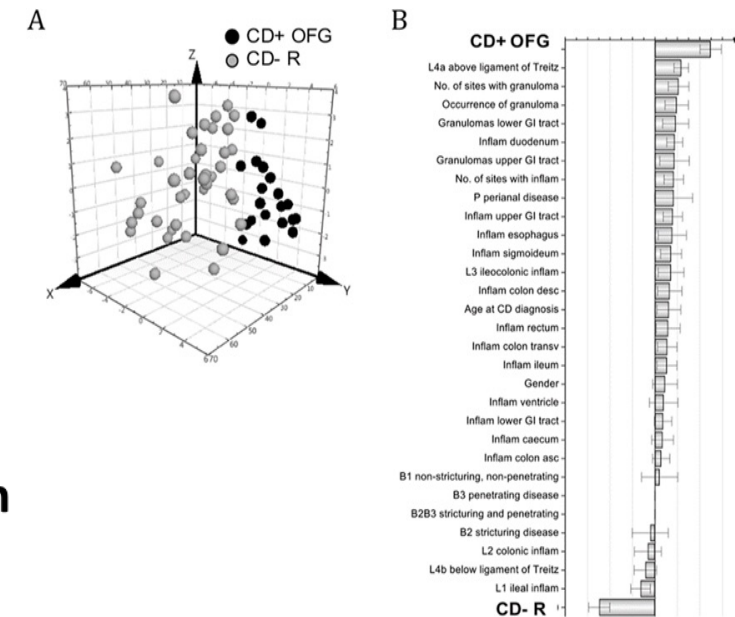 A
B
CD+ OFG
CD- R
Z
X
Y
CD+ OFG
L4a above ligament of Treitz
No. of sites with granuloma
Occurrence of granuloma
Granulomas lower GI tract
Inflam duodenum
Granulomas upper GI tract
No. of sites with inflam
P perianal disease
Inflam upper GI tract
Inflam esophagus
Inflam sigmoideum
L3 ileocolonic inflam
Inflam colon desc
Age at CD diagnosis
Inflam rectum
Inflam colon transv
Inflam ileum
Gender
Inflam ventricle
Inflam lower GI tract
Inflam caecum
Inflam colon asc
B1 non-stricturing, non-penetrating
B3 penetrating disease
B2B3 stricturing and penetrating
B2 stricturing disease
L2 colonic inflam
L4b below ligament of Treitz
L1 ileal inflam
CD- R